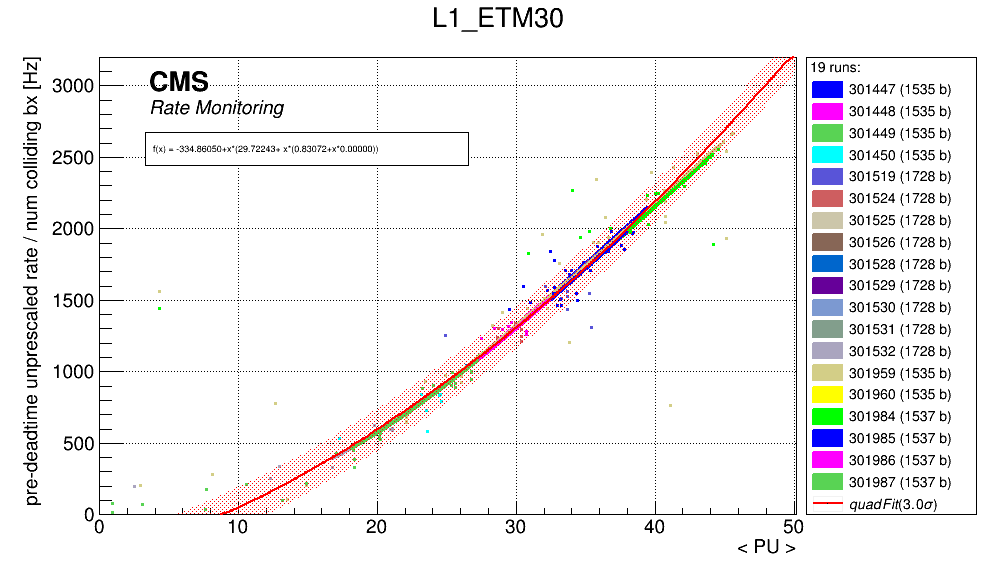 L1_ETM30
pre-deadtime unprescaled rate / num colliding bx [Hz]
3000
2500
2000
1500
1000
500
0
CMS
Rate Monitoring
f(x) = -334.86050+x*(29.72243+ x*(0.83072+x*0.00000))
0 10 20 30 40 50
< PU >
19 runs:
301447 (1535 b)
301448 (1535 b)
301449 (1535 b)
301450 (1535 b)
301519 (1728 b)
301524 (1728 b)
301525 (1728 b)
301526 (1728 b)
301528 (1728 b)
301529 (1728 b)
301530 (1728 b)
301531 (1728 b)
301532 (1728 b)
301959 (1535 b)
301960 (1535 b)
301984 (1537 b)
301985 (1537 b)
301986 (1537 b)
301987 (1537 b)
quadFit(3.0σ)